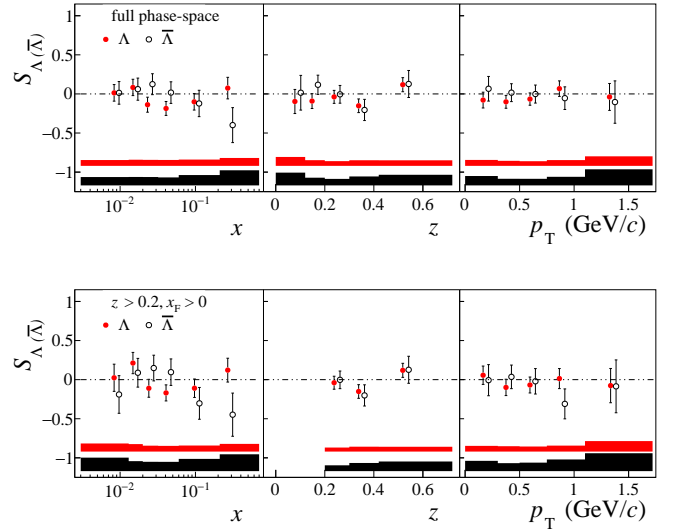 full phase-space
Λ Λ̅
S_Λ(Λ̅)
1
0.5
0
−0.5
−1
10⁻² 10⁻¹ 0 0.2 0.4 0.6 0 0.5 1 1.5
x z p_T (GeV/c)
z > 0.2, x_F > 0
Λ Λ̅
S_Λ(Λ̅)
1
0.5
0
−0.5
−1
10⁻² 10⁻¹ 0 0.2 0.4 0.6 0 0.5 1 1.5
x z p_T (GeV/c)